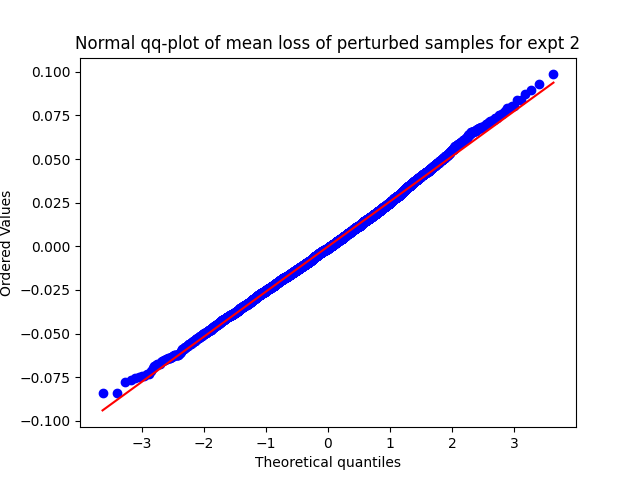 Normal qq-plot of mean loss of perturbed samples for expt 2
Ordered Values
0.100
0.075
0.050
0.025
0.000
−0.025
−0.050
−0.075
−0.100
−3 −2 −1 0 1 2 3
Theoretical quantiles